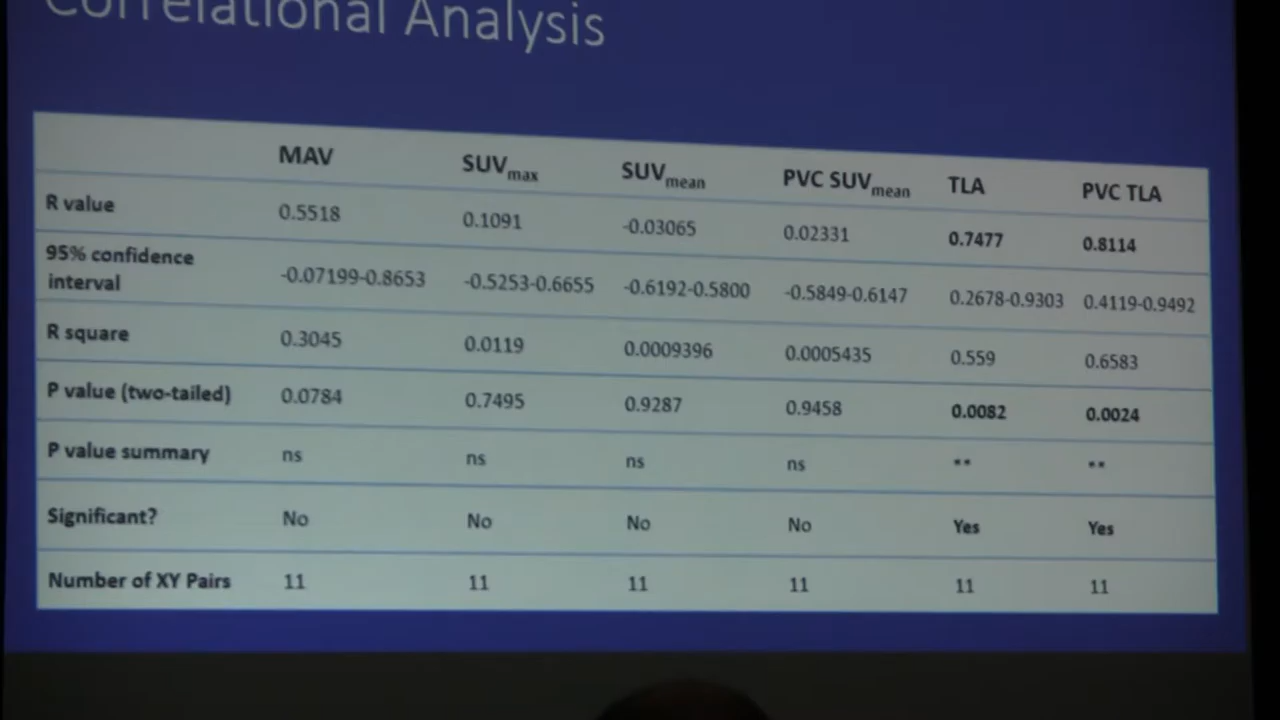 Correlational Analysis
MAV SUVmax SUVmean PVC SUVmean TLA PVC TLA
R value 0.5518 0.1091 -0.03065 0.02331 0.7477 0.8114
95% confidence interval -0.07199-0.8653 -0.5253-0.6655 -0.6192-0.5800 -0.5849-0.6147 0.2678-0.9303 0.4119-0.9492
R square 0.3045 0.0119 0.0009396 0.0005435 0.559 0.6583
P value (two-tailed) 0.0784 0.7495 0.9287 0.9458 0.0082 0.0024
P value summary ns ns ns ns ** **
Significant? No No No No Yes Yes
Number of XY Pairs 11 11 11 11 11 11